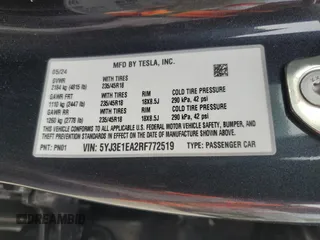 MFD BY TESLA, INC.
05/24
GVWR WITH TIRES
2184 kg (4815 lb) 235/45R18
GAWR FRT WITH TIRES RIM COLD TIRE PRESSURE
1110 kg (2447 lb) 235/45R18 18X8.5J 290 kPa, 42 psi
GAWR RR WITH TIRES RIM COLD TIRE PRESSURE
1260 kg (2778 lb) 235/45R18 18X8.5J 290 kPa, 42 psi
THIS VEHICLE CONFORMS TO ALL APPLICABLE U.S. FEDERAL MOTOR VEHICLE
SAFETY, BUMPER, AND THEFT PREVENTION STANDARDS
IN EFFECT ON THE DATE OF MANUFACTURE SHOWN ABOVE.
PNT: PN01 VIN: 5YJ3E1EA2RF772519 TYPE: PASSENGER CAR
DREAMBID